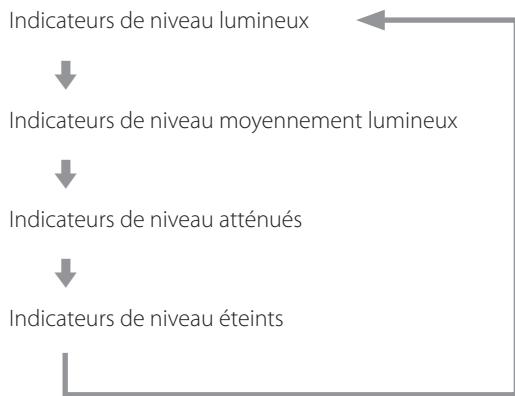 Indicateurs de niveau lumineux
Indicateurs de niveau moyennement lumineux
Indicateurs de niveau atténués
Indicateurs de niveau éteints